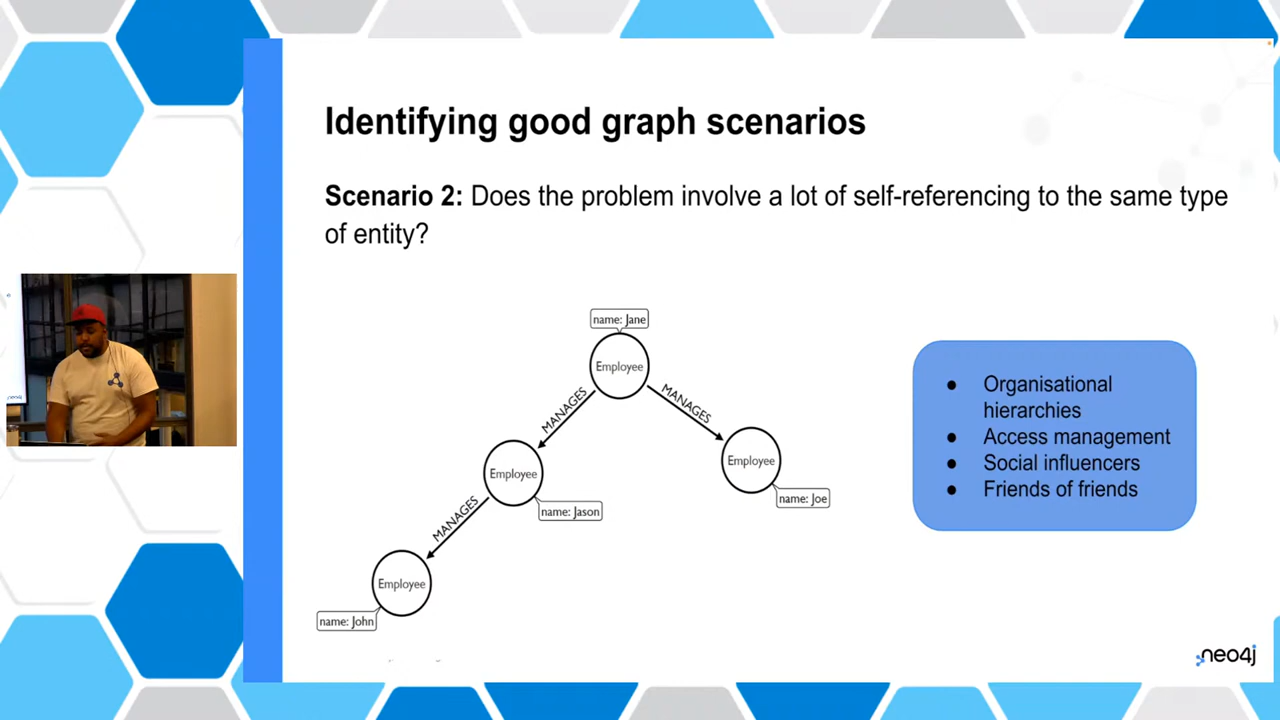 Identifying good graph scenarios
Scenario 2: Does the problem involve a lot of self-referencing to the same type
of entity?
name: Jane
Employee
MANAGES
MANAGES
Employee
name: Joe
Employee
name: Jason
MANAGES
Employee
name: John
● Organisational
hierarchies
● Access management
● Social influencers
● Friends of friends
neo4j